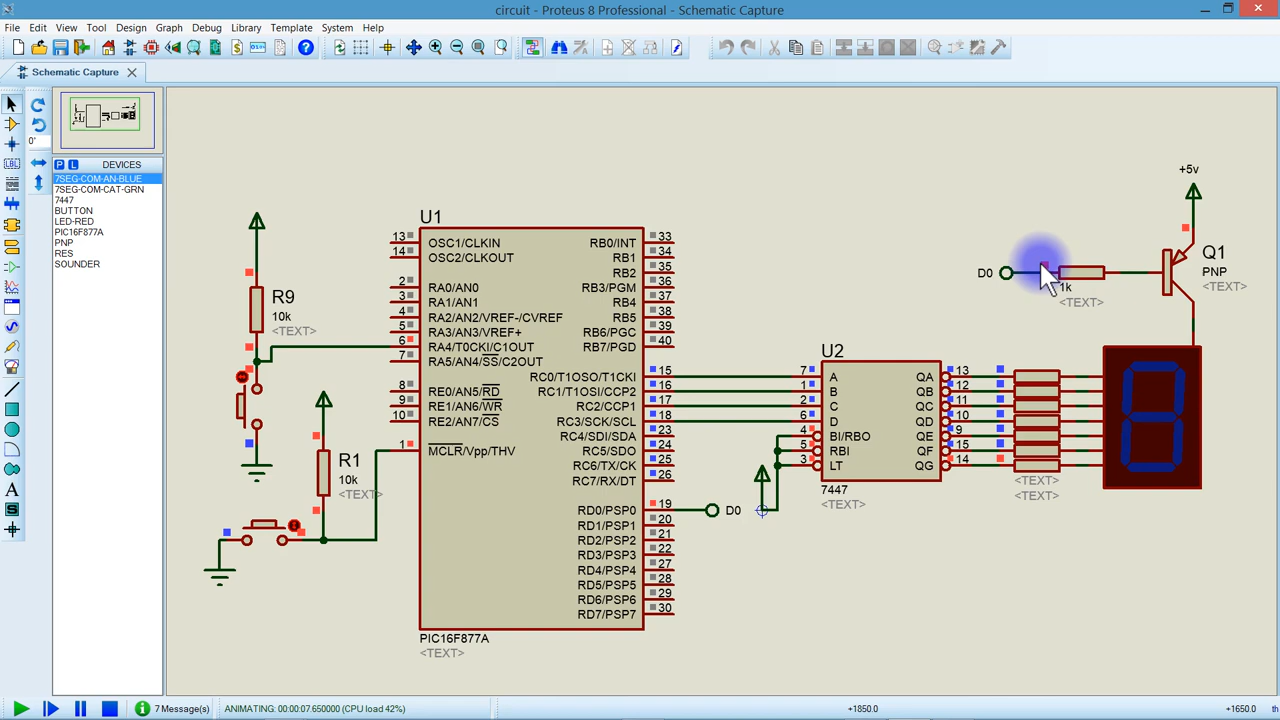 circuit - Proteus 8 Professional - Schematic Capture
File Edit View Tool Design Graph Debug Library Template System Help
Schematic Capture
0°
P L DEVICES
7SEG-COM-AN-BLUE
7SEG-COM-CAT-GRN
7447
BUTTON
LED-RED
PIC16F877A
PNP
RES
SOUNDER
LBL
R9
10k
<TEXT>
R1
10k
<TEXT>
U1
13 OSC1/CLKIN RB0/INT 33
14 OSC2/CLKOUT RB1 34
RB2 35
2 RA0/AN0 RB3/PGM 36
3 RA1/AN1 RB4 37
4 RA2/AN2/VREF-/CVREF RB5 38
5 RA3/AN3/VREF+ RB6/PGC 39
6 RA4/T0CKI/C1OUT RB7/PGD 40
7 RA5/AN4/SS/C2OUT
RC0/T1OSO/T1CKI 15
8 RE0/AN5/RD RC1/T1OSI/CCP2 16
9 RE1/AN6/WR RC2/CCP1 17
10 RE2/AN7/CS RC3/SCK/SCL 18
RC4/SDI/SDA 23
1 MCLR/Vpp/THV RC5/SDO 24
RC6/TX/CK 25
RC7/RX/DT 26
RD0/PSP0 19 D0
RD1/PSP1 20
RD2/PSP2 21
RD3/PSP3 22
RD4/PSP4 27
RD5/PSP5 28
RD6/PSP6 29
RD7/PSP7 30
PIC16F877A
<TEXT>
U2
7 A QA 13
1 B QB 12
2 C QC 11
6 D QD 10
4 BI/RBO QE 9
5 RBI QF 15
3 LT QG 14
7447
<TEXT>
<TEXT>
<TEXT>
D0
1k
<TEXT>
+5v
Q1
PNP
<TEXT>
7 Message(s) ANIMATING: 00:00:07.650000 (CPU load 42%) +1850.0 +1650.0 th